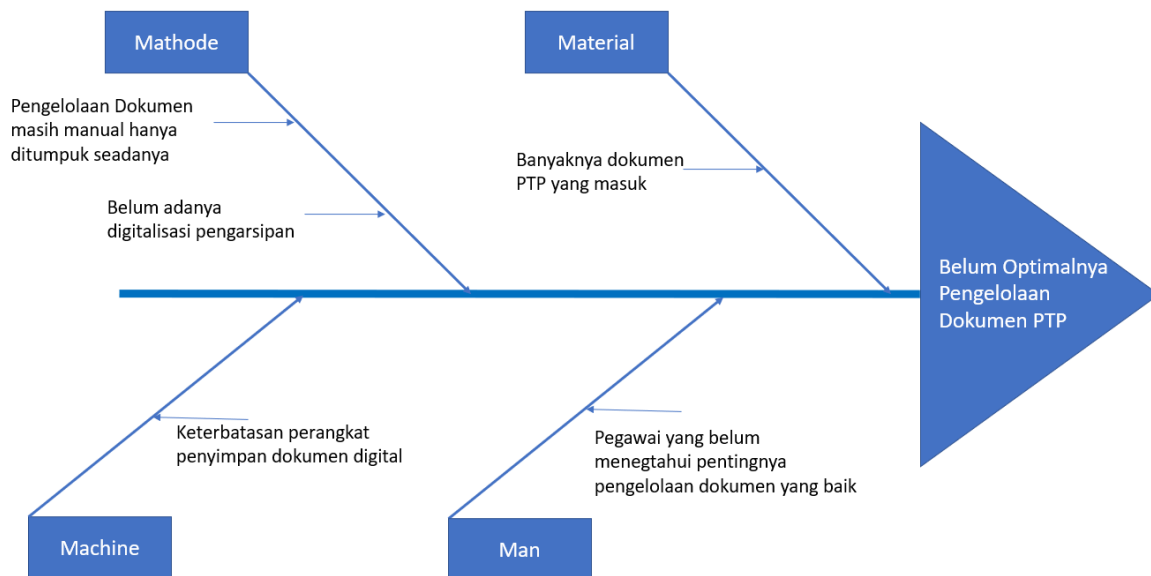 Mathode
Material
Pengelolaan Dokumen
masih manual hanya
ditumpuk seadanya
Banyaknya dokumen
PTP yang masuk
Belum adanya
digitalisasi pengarsipan
Belum Optimalnya
Pengelolaan
Dokumen PTP
Keterbatasan perangkat
penyimpan dokumen digital
Pegawai yang belum
menegtahui pentingnya
pengelolaan dokumen yang baik
Machine
Man